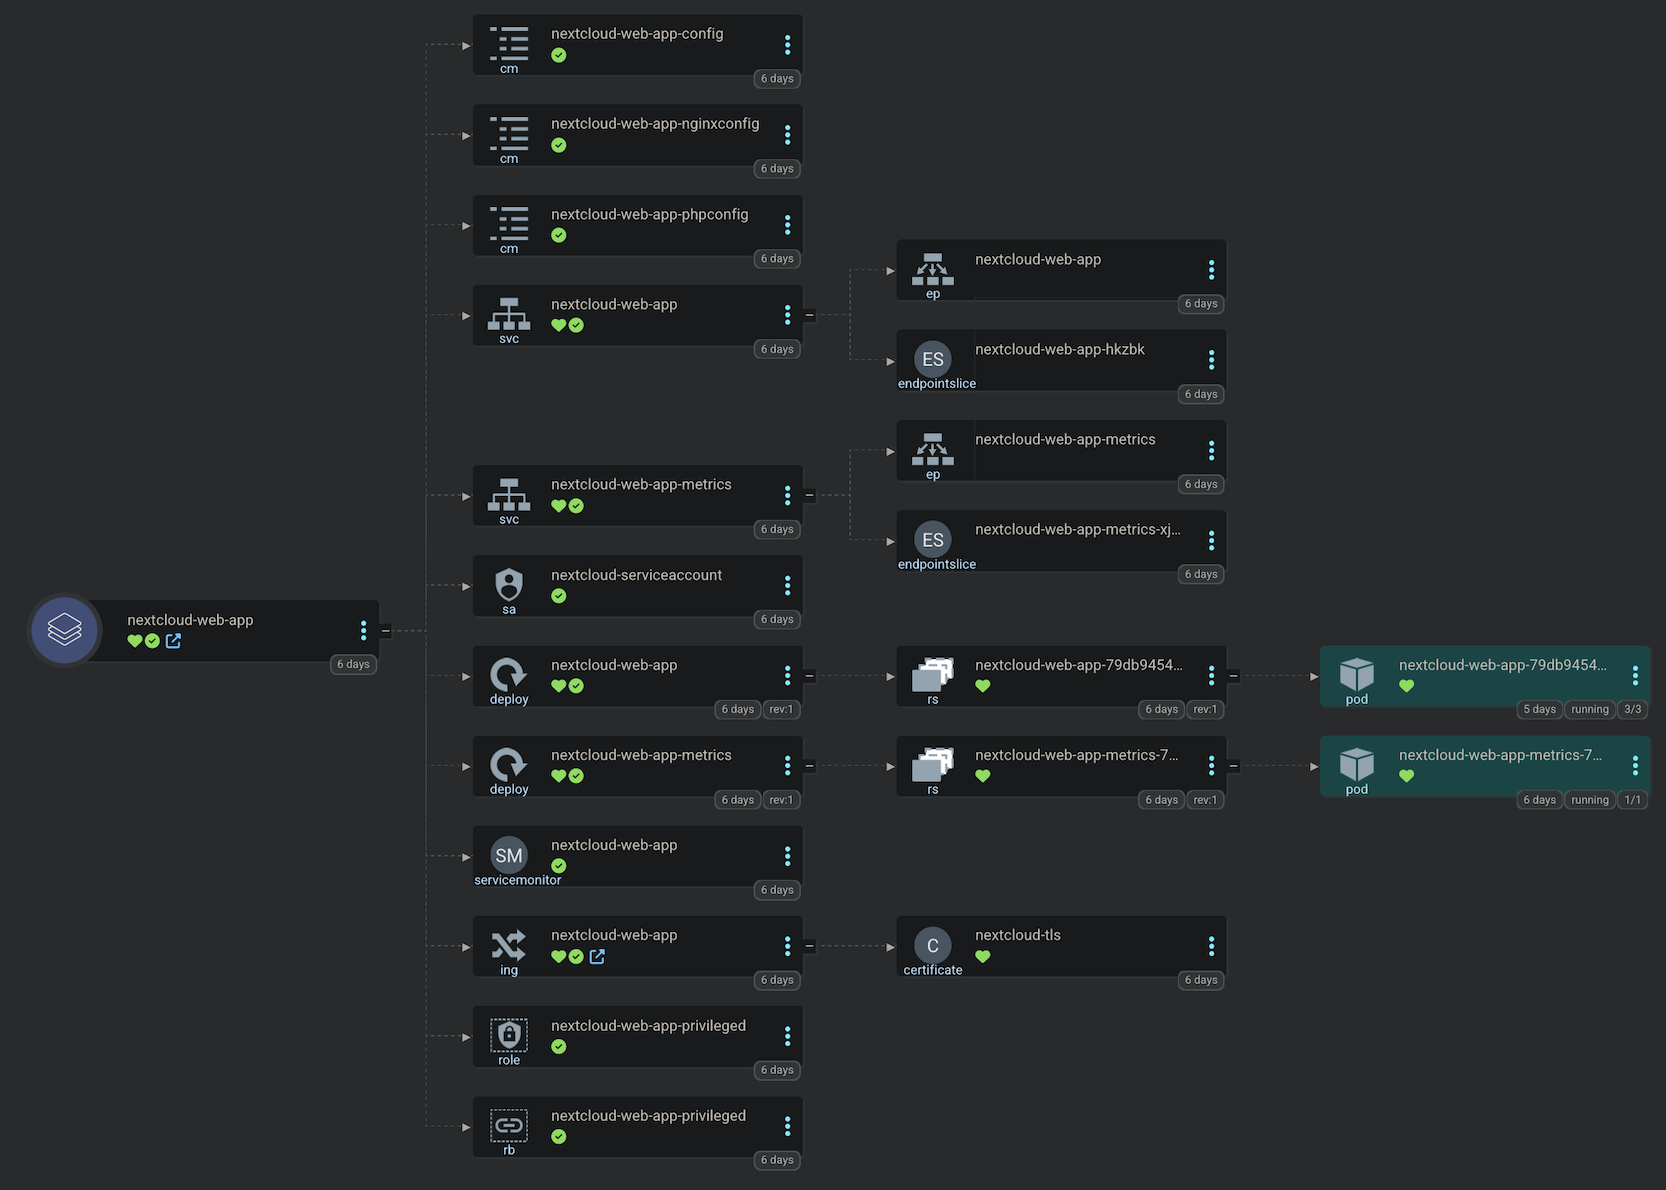 nextcloud-web-app
6 days
nextcloud-web-app-config
cm
6 days
nextcloud-web-app-nginxconfig
cm
6 days
nextcloud-web-app-phpconfig
cm
6 days
nextcloud-web-app
svc
6 days
nextcloud-web-app
ep
6 days
ES
nextcloud-web-app-hkzbk
endpointslice
6 days
nextcloud-web-app-metrics
svc
6 days
nextcloud-web-app-metrics
ep
6 days
ES
nextcloud-web-app-metrics-xj...
endpointslice
6 days
nextcloud-serviceaccount
sa
6 days
nextcloud-web-app
deploy
6 days rev:1
nextcloud-web-app-79db9454...
rs
6 days rev:1
nextcloud-web-app-79db9454...
pod
5 days running 3/3
nextcloud-web-app-metrics
deploy
6 days rev:1
nextcloud-web-app-metrics-7...
rs
6 days rev:1
nextcloud-web-app-metrics-7...
pod
6 days running 1/1
SM
nextcloud-web-app
servicemonitor
6 days
nextcloud-web-app
ing
6 days
C
nextcloud-tls
certificate
6 days
nextcloud-web-app-privileged
role
6 days
nextcloud-web-app-privileged
rb
6 days